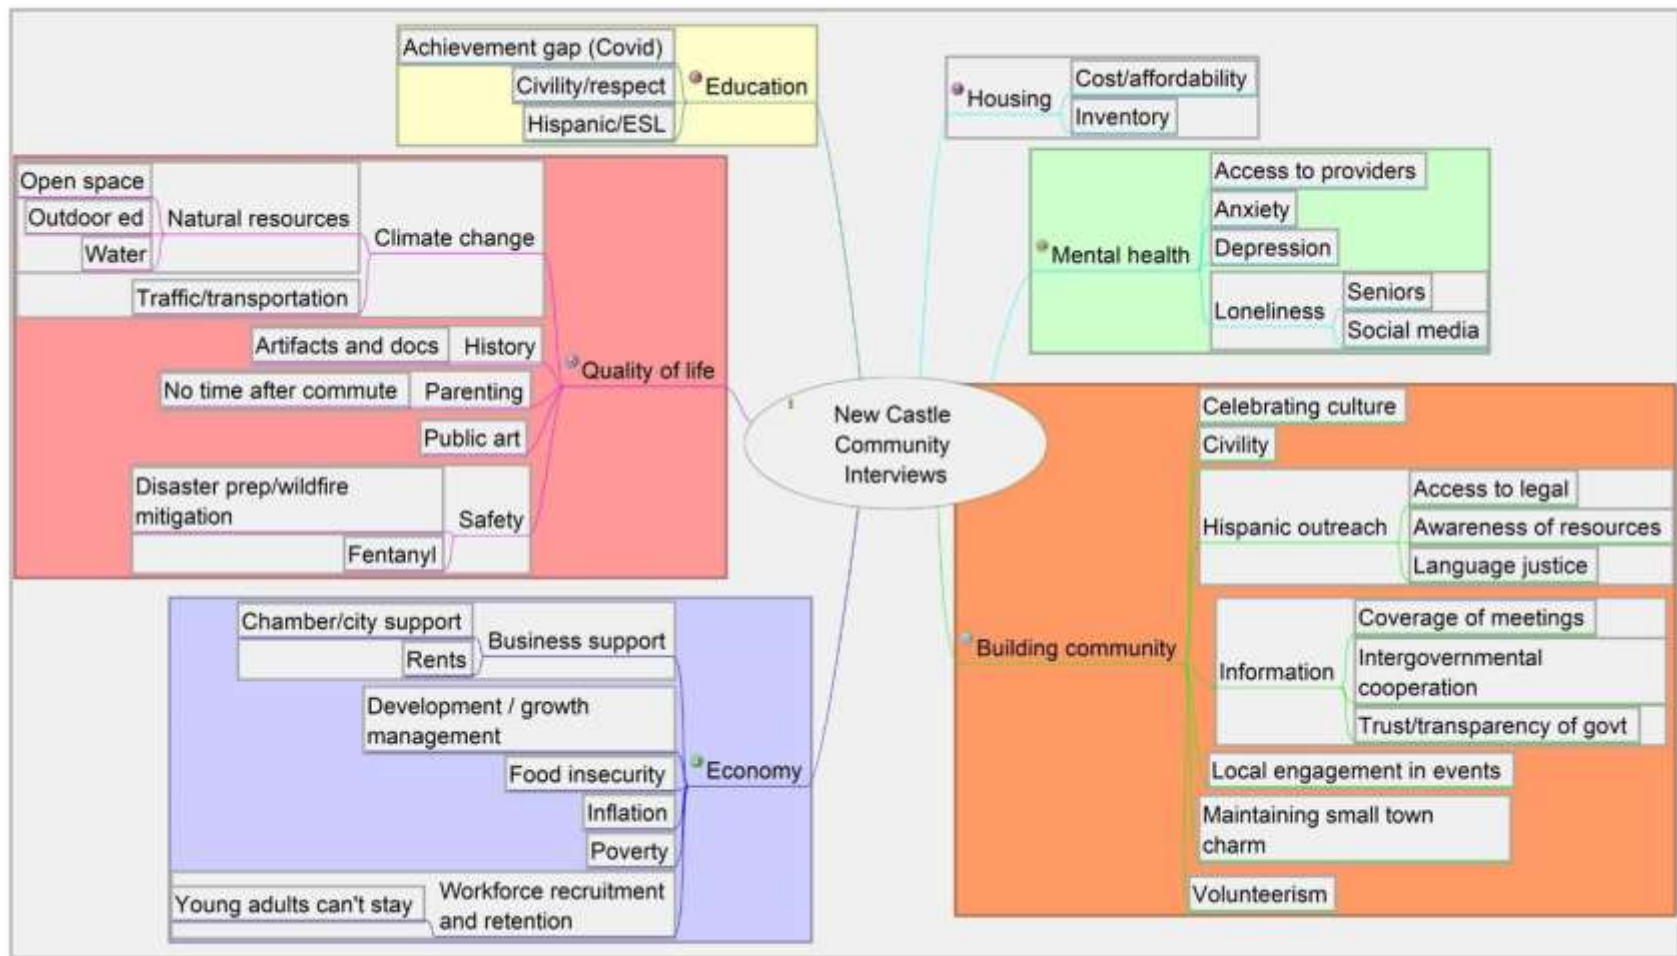 Achievement gap (Covid)
Civility/respect
Hispanic/ESL
Education
Housing
Cost/affordability
Inventory
Mental health
Access to providers
Anxiety
Depression
Loneliness
Seniors
Social media
Open space
Outdoor ed
Water
Natural resources
Traffic/transportation
Climate change
Artifacts and docs
History
No time after commute
Parenting
Public art
Disaster prep/wildfire
mitigation
Fentanyl
Safety
Quality of life
New Castle
Community
Interviews
Building community
Celebrating culture
Civility
Hispanic outreach
Access to legal
Awareness of resources
Language justice
Information
Coverage of meetings
Intergovernmental
cooperation
Trust/transparency of govt
Local engagement in events
Maintaining small town
charm
Volunteerism
Chamber/city support
Rents
Business support
Development / growth
management
Food insecurity
Inflation
Poverty
Young adults can't stay
Workforce recruitment
and retention
Economy